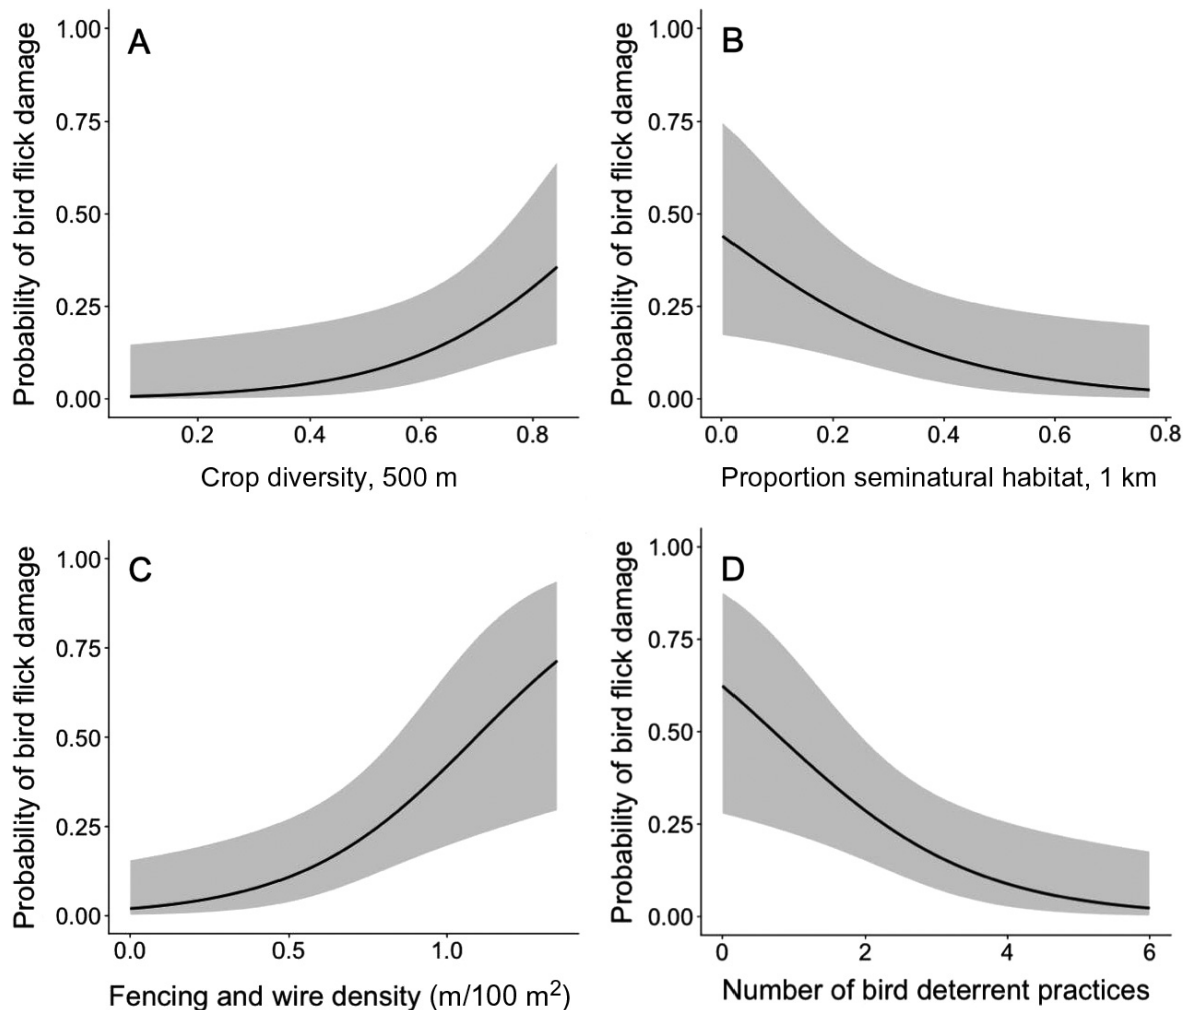 A
Probability of bird flick damage
1.00
0.75
0.50
0.25
0.00
0.2 0.4 0.6 0.8
Crop diversity, 500 m
B
Probability of bird flick damage
1.00
0.75
0.50
0.25
0.00
0.0 0.2 0.4 0.6 0.8
Proportion seminatural habitat, 1 km
C
Probability of bird flick damage
1.00
0.75
0.50
0.25
0.00
0.0 0.5 1.0
Fencing and wire density (m/100 m²)
D
Probability of bird flick damage
1.00
0.75
0.50
0.25
0.00
0 2 4 6
Number of bird deterrent practices